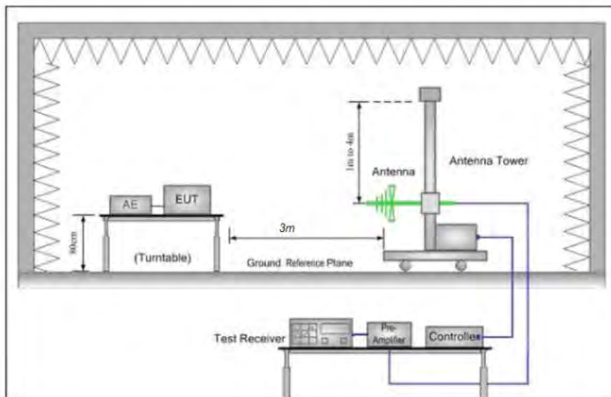 1m to 4m
Antenna
Antenna Tower
AE
EUT
3m
80cm
(Turntable)
Ground Reference Plane
Test Receiver
Pre-
Amplifier
Controller